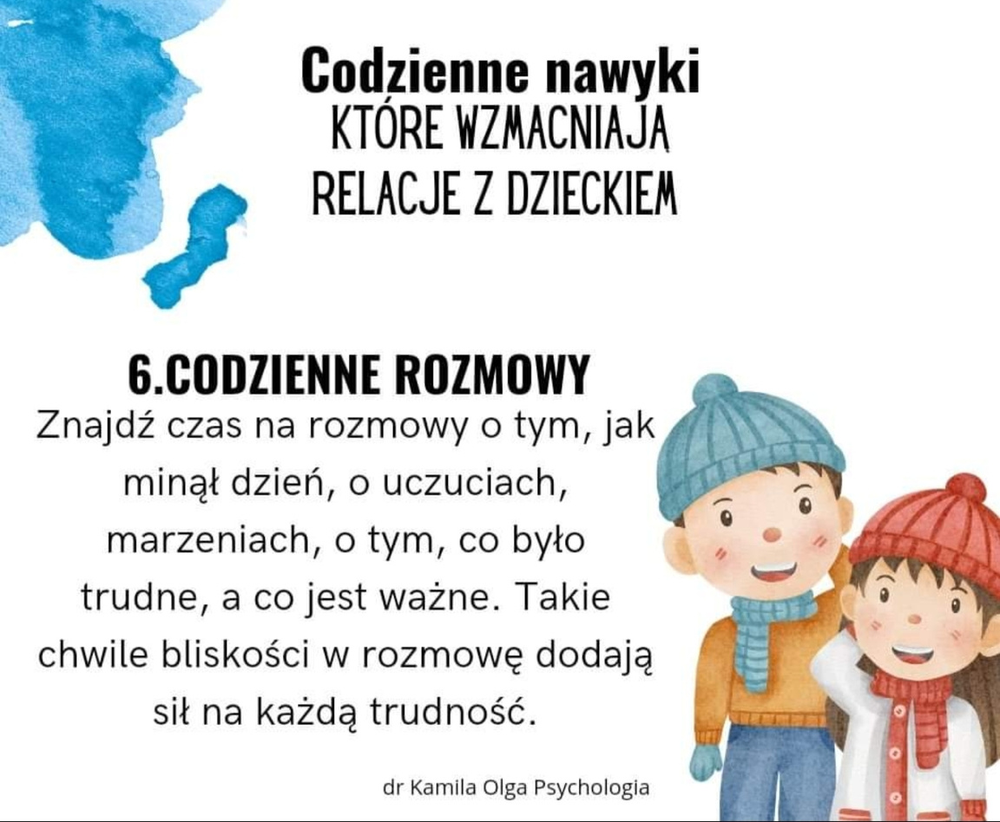 Codzienne nawyki
KTÓRE WZMACNIAJĄ
RELACJE Z DZIECKIEM
6.CODZIENNE ROZMOWY
Znajdź czas na rozmowy o tym, jak
minął dzień, o uczuciach,
marzeniach, o tym, co było
trudne, a co jest ważne. Takie
chwile bliskości w rozmowę dodają
sił na każdą trudność.
dr Kamila Olga Psychologia